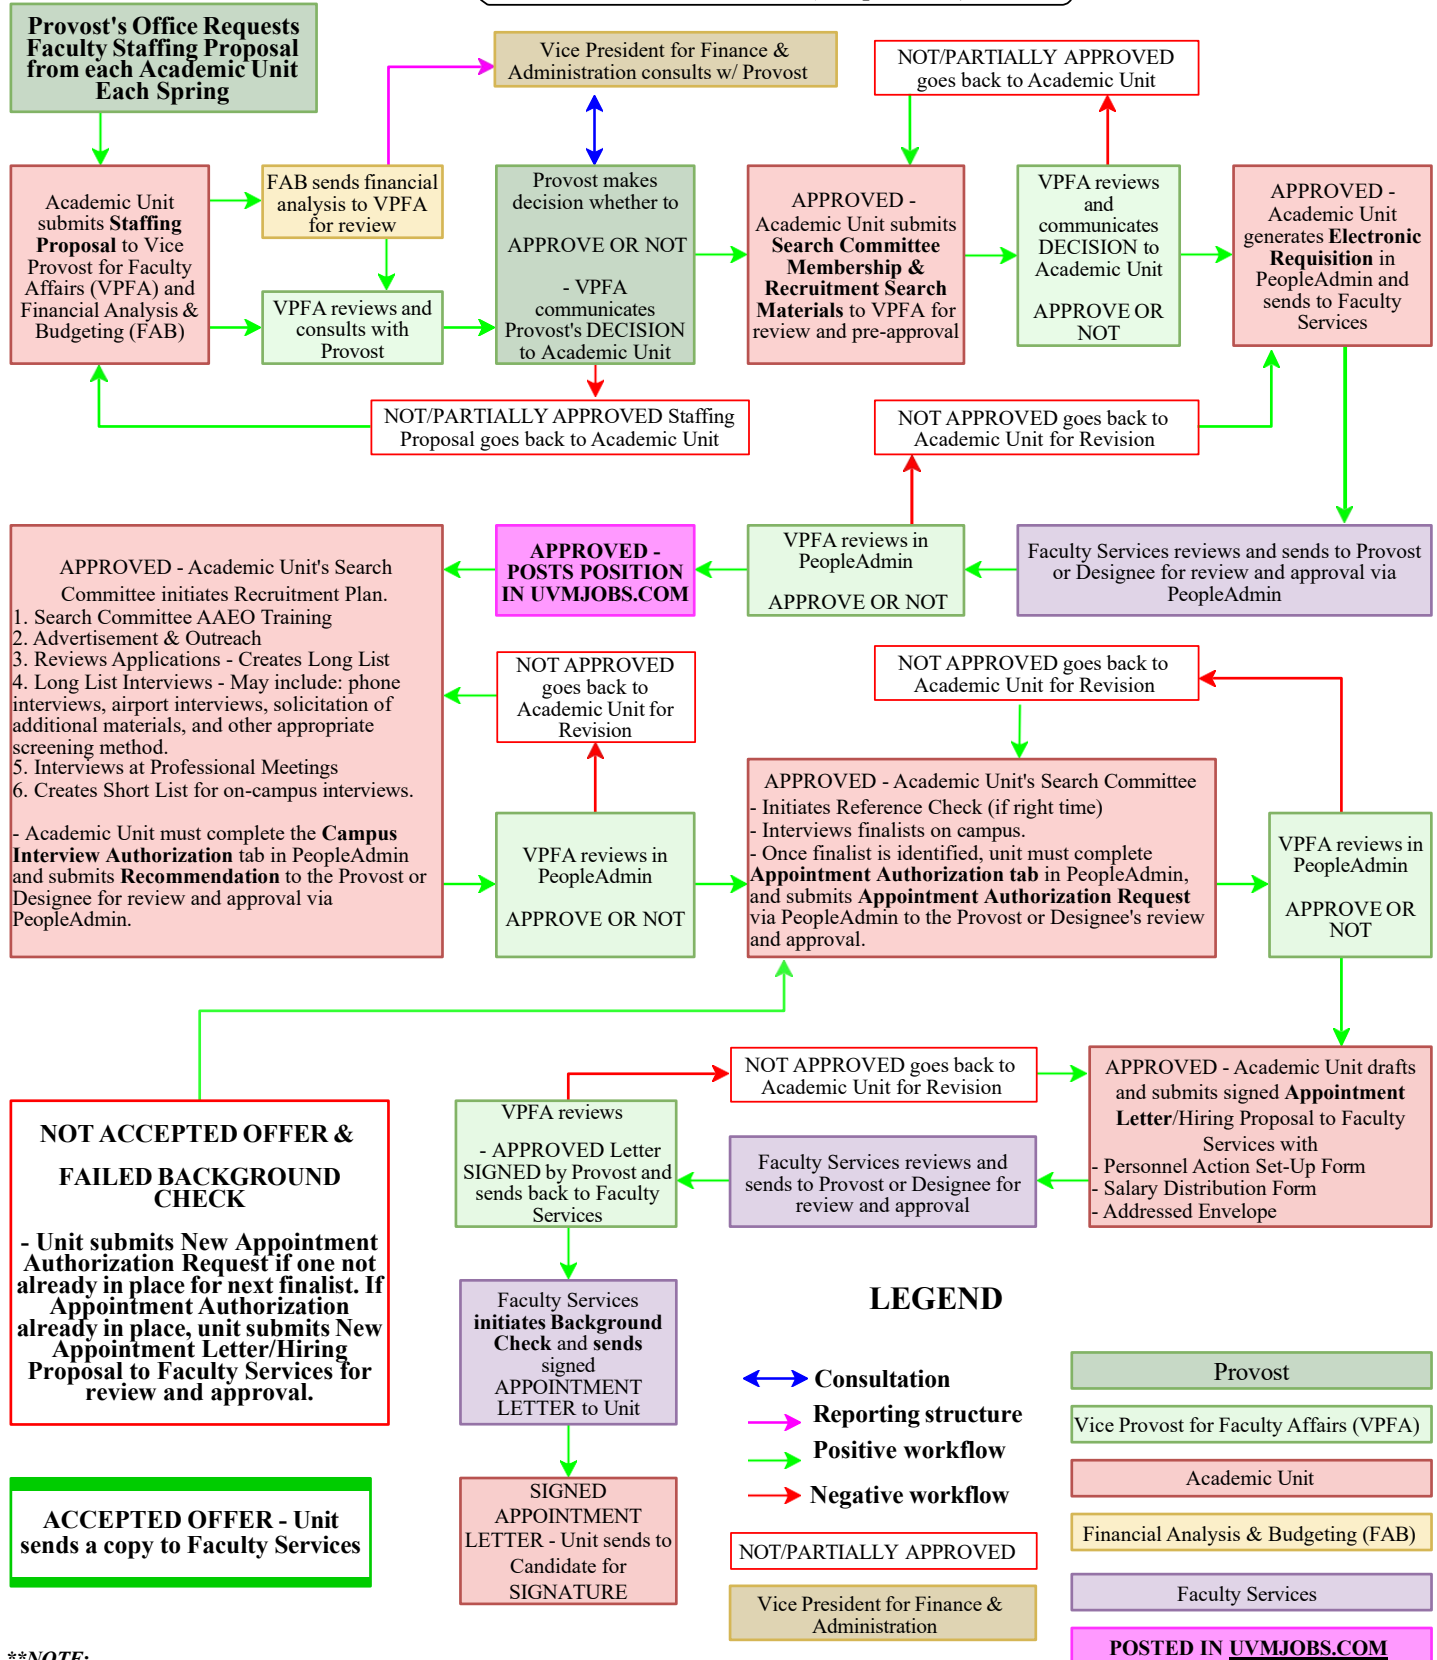 Provost's Office Requests
Faculty Staffing Proposal
from each Academic Unit
Each Spring
Vice President for Finance &
Administration consults w/ Provost
NOT/PARTIALLY APPROVED
goes back to Academic Unit
Academic Unit
submits Staffing
Proposal to Vice
Provost for Faculty
Affairs (VPFA) and
Financial Analysis &
Budgeting (FAB)
FAB sends financial
analysis to VPFA
for review
VPFA reviews and
consults with
Provost
Provost makes
decision whether to
APPROVE OR NOT
- VPFA
communicates
Provost's DECISION
to Academic Unit
APPROVED -
Academic Unit submits
Search Committee
Membership &
Recruitment Search
Materials to VPFA for
review and pre-approval
VPFA reviews
and
communicates
DECISION to
Academic Unit
APPROVE OR
NOT
APPROVED -
Academic Unit
generates Electronic
Requisition in
PeopleAdmin and
sends to Faculty
Services
NOT/PARTIALLY APPROVED Staffing
Proposal goes back to Academic Unit
NOT APPROVED goes back to
Academic Unit for Revision
Faculty Services reviews and sends to Provost
or Designee for review and approval via
PeopleAdmin
VPFA reviews in
PeopleAdmin
APPROVE OR NOT
APPROVED -
POSTS POSITION
IN UVMJOBS.COM
APPROVED - Academic Unit's Search
Committee initiates Recruitment Plan.
1. Search Committee AAEO Training
2. Advertisement & Outreach
3. Reviews Applications - Creates Long List
4. Long List Interviews - May include: phone
interviews, airport interviews, solicitation of
additional materials, and other appropriate
screening method.
5. Interviews at Professional Meetings
6. Creates Short List for on-campus interviews.
- Academic Unit must complete the Campus
Interview Authorization tab in PeopleAdmin
and submits Recommendation to the Provost or
Designee for review and approval via
PeopleAdmin.
NOT APPROVED
goes back to
Academic Unit for
Revision
VPFA reviews in
PeopleAdmin
APPROVE OR NOT
NOT APPROVED goes back to
Academic Unit for Revision
APPROVED - Academic Unit's Search Committee
- Initiates Reference Check (if right time)
- Interviews finalists on campus.
- Once finalist is identified, unit must complete
Appointment Authorization tab in PeopleAdmin,
and submits Appointment Authorization Request
via PeopleAdmin to the Provost or Designee's review
and approval.
VPFA reviews in
PeopleAdmin
APPROVE OR
NOT
APPROVED - Academic Unit drafts
and submits signed Appointment
Letter/Hiring Proposal to Faculty
Services with
- Personnel Action Set-Up Form
- Salary Distribution Form
- Addressed Envelope
NOT APPROVED goes back to
Academic Unit for Revision
Faculty Services reviews and
sends to Provost or Designee for
review and approval
VPFA reviews
- APPROVED Letter
SIGNED by Provost and
sends back to Faculty
Services
NOT ACCEPTED OFFER &
FAILED BACKGROUND
CHECK
- Unit submits New Appointment
Authorization Request if one not
already in place for next finalist. If
Appointment Authorization
already in place, unit submits New
Appointment Letter/Hiring
Proposal to Faculty Services for
review and approval.
Faculty Services
initiates Background
Check and sends
signed
APPOINTMENT
LETTER to Unit
SIGNED
APPOINTMENT
LETTER - Unit sends to
Candidate for
SIGNATURE
ACCEPTED OFFER - Unit
sends a copy to Faculty Services
LEGEND
Consultation
Reporting structure
Positive workflow
Negative workflow
NOT/PARTIALLY APPROVED
Vice President for Finance &
Administration
Provost
Vice Provost for Faculty Affairs (VPFA)
Academic Unit
Financial Analysis & Budgeting (FAB)
Faculty Services
POSTED IN UVMJOBS.COM
**NOTE: